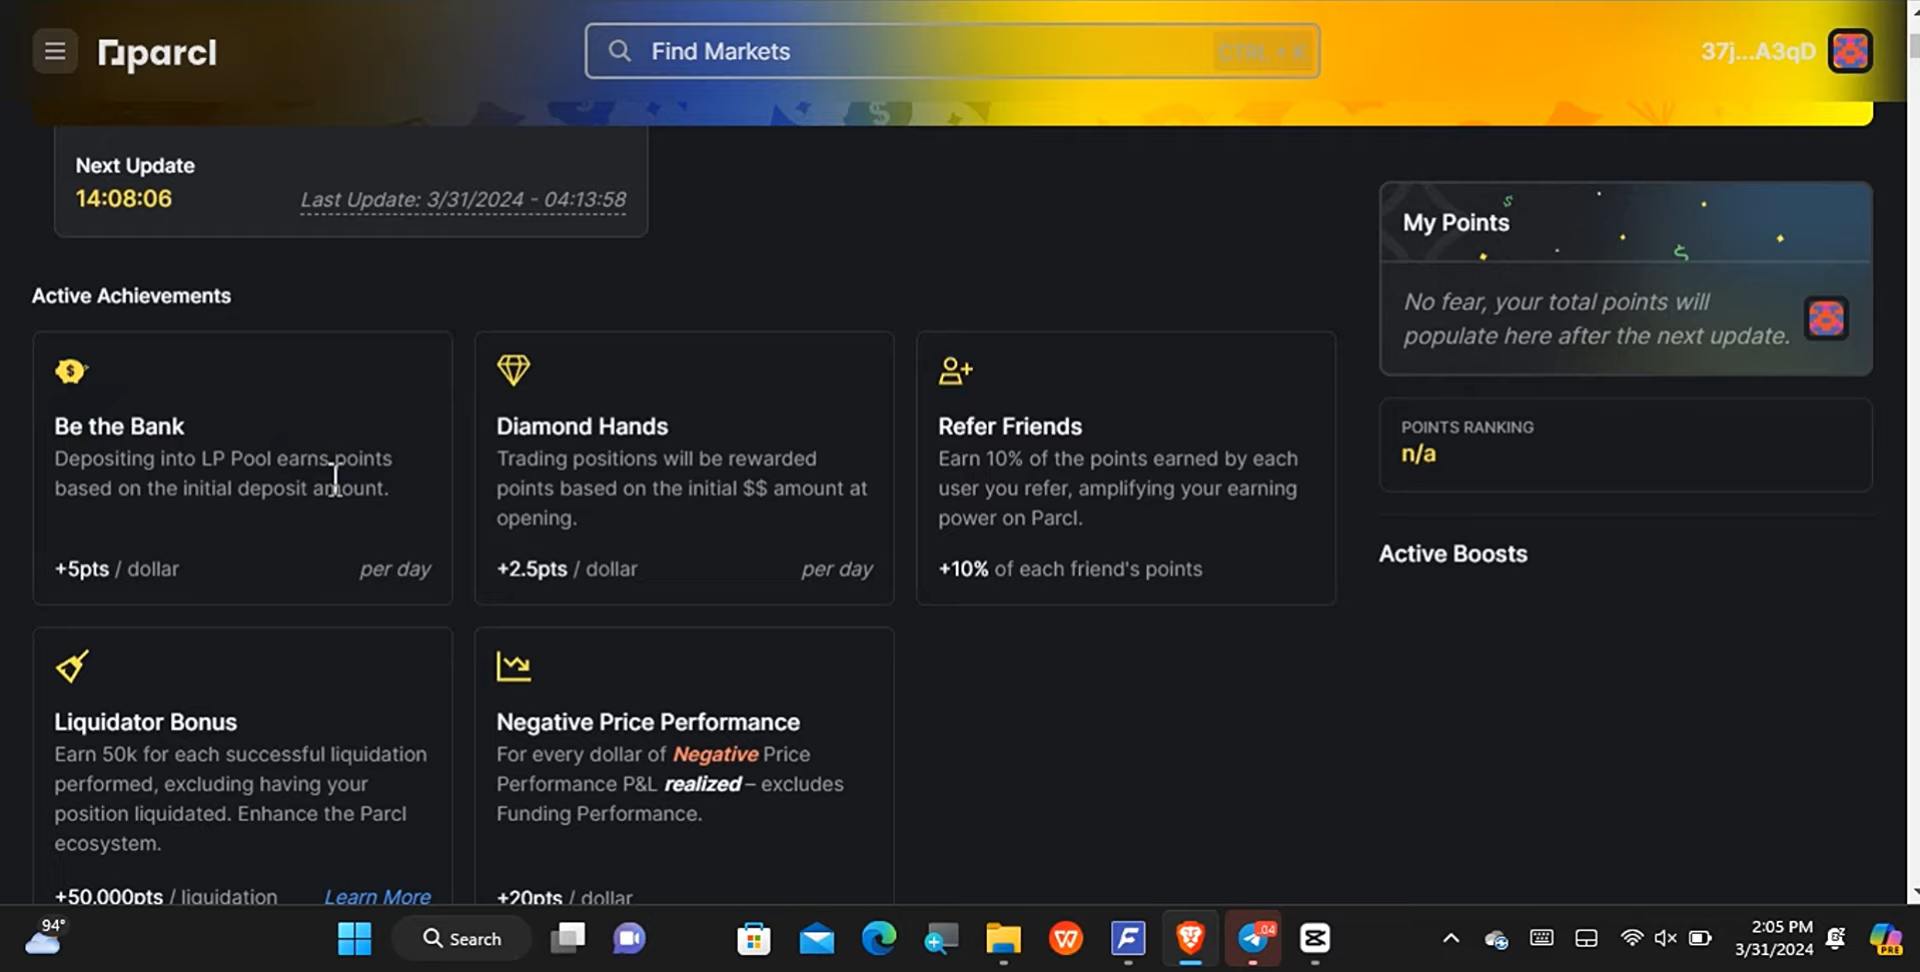 parcl
Find Markets
CTRL + K
37j...A3qD
Next Update
14:08:06
Last Update: 3/31/2024 - 04:13:58
My Points
No fear, your total points will
populate here after the next update.
POINTS RANKING
n/a
Active Boosts
Active Achievements
Be the Bank
Depositing into LP Pool earns points
based on the initial deposit amount.
+5pts / dollar
per day
Diamond Hands
Trading positions will be rewarded
points based on the initial $$ amount at
opening.
+2.5pts / dollar
per day
Refer Friends
Earn 10% of the points earned by each
user you refer, amplifying your earning
power on Parcl.
+10% of each friend's points
Liquidator Bonus
Earn 50k for each successful liquidation
performed, excluding having your
position liquidated. Enhance the Parcl
ecosystem.
+50,000pts / liquidation
Learn More
Negative Price Performance
For every dollar of Negative Price
Performance P&L realized – excludes
Funding Performance.
+20pts / dollar
94°
Search
04
2:05 PM
3/31/2024
PRE